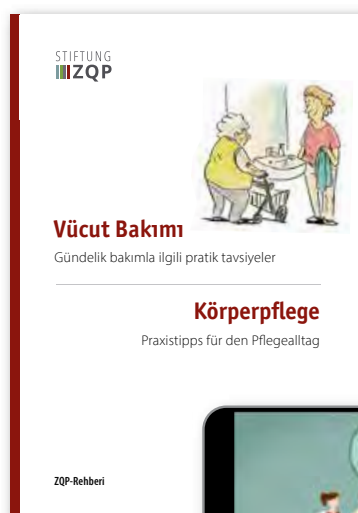 STIFTUNG
ZQP
Vücut Bakımı
Gündelik bakımla ilgili pratik tavsiyeler
Körperpflege
Praxistipps für den Pflegealltag
ZQP-Rehberi